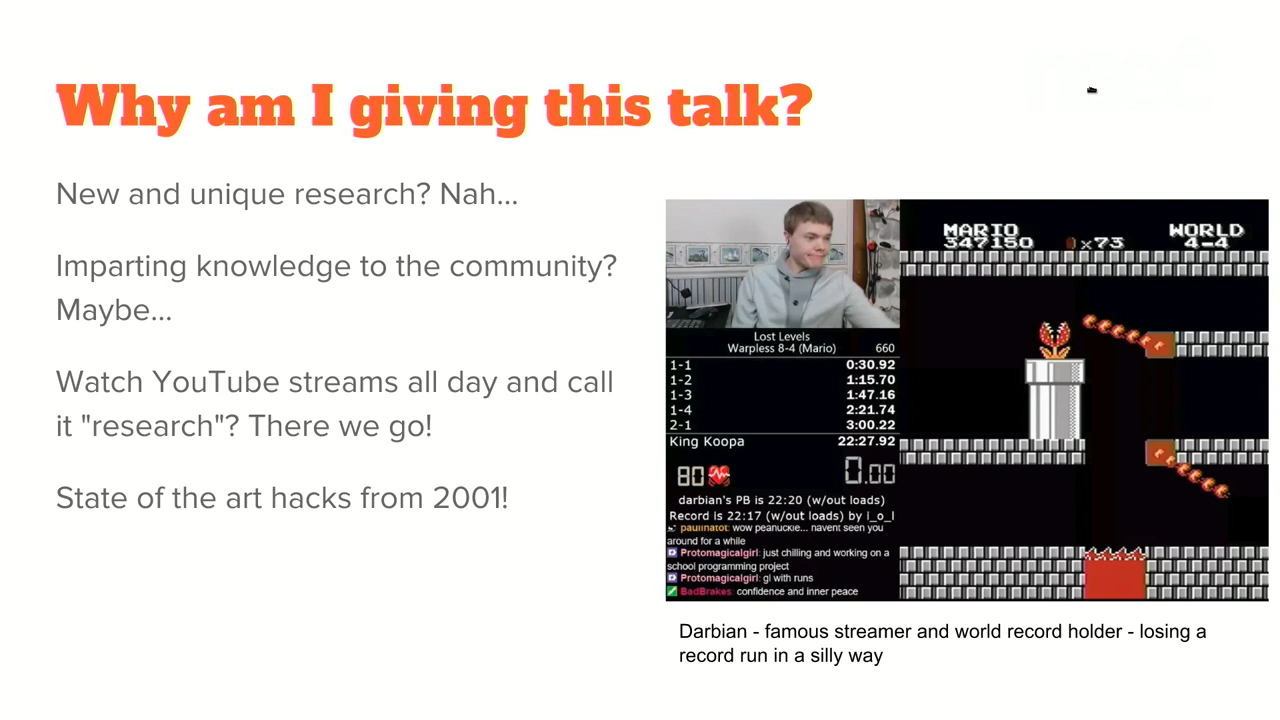 Why am I giving this talk?
New and unique research? Nah...
Imparting knowledge to the community?
Maybe...
Watch YouTube streams all day and call
it "research"? There we go!
State of the art hacks from 2001!
Lost Levels
Warpless 8-4 (Mario) 660
1-1 0:30.92
1-2 1:15.70
1-3 1:47.16
1-4 2:21.74
2-1 3:00.22
King Koopa 22:27.92
80 0.00
darbian's PB is 22:20 (w/out loads)
Record is 22:17 (w/out loads) by l_o_l
paulinatot: wow peanuckle... havent seen you
around for a while
Protomagicalgirl: just chilling and working on a
school programming project
Protomagicalgirl: gl with runs
BadBrakes: confidence and inner peace
MARIO WORLD
347150 x73 4-4
Darbian - famous streamer and world record holder - losing a
record run in a silly way